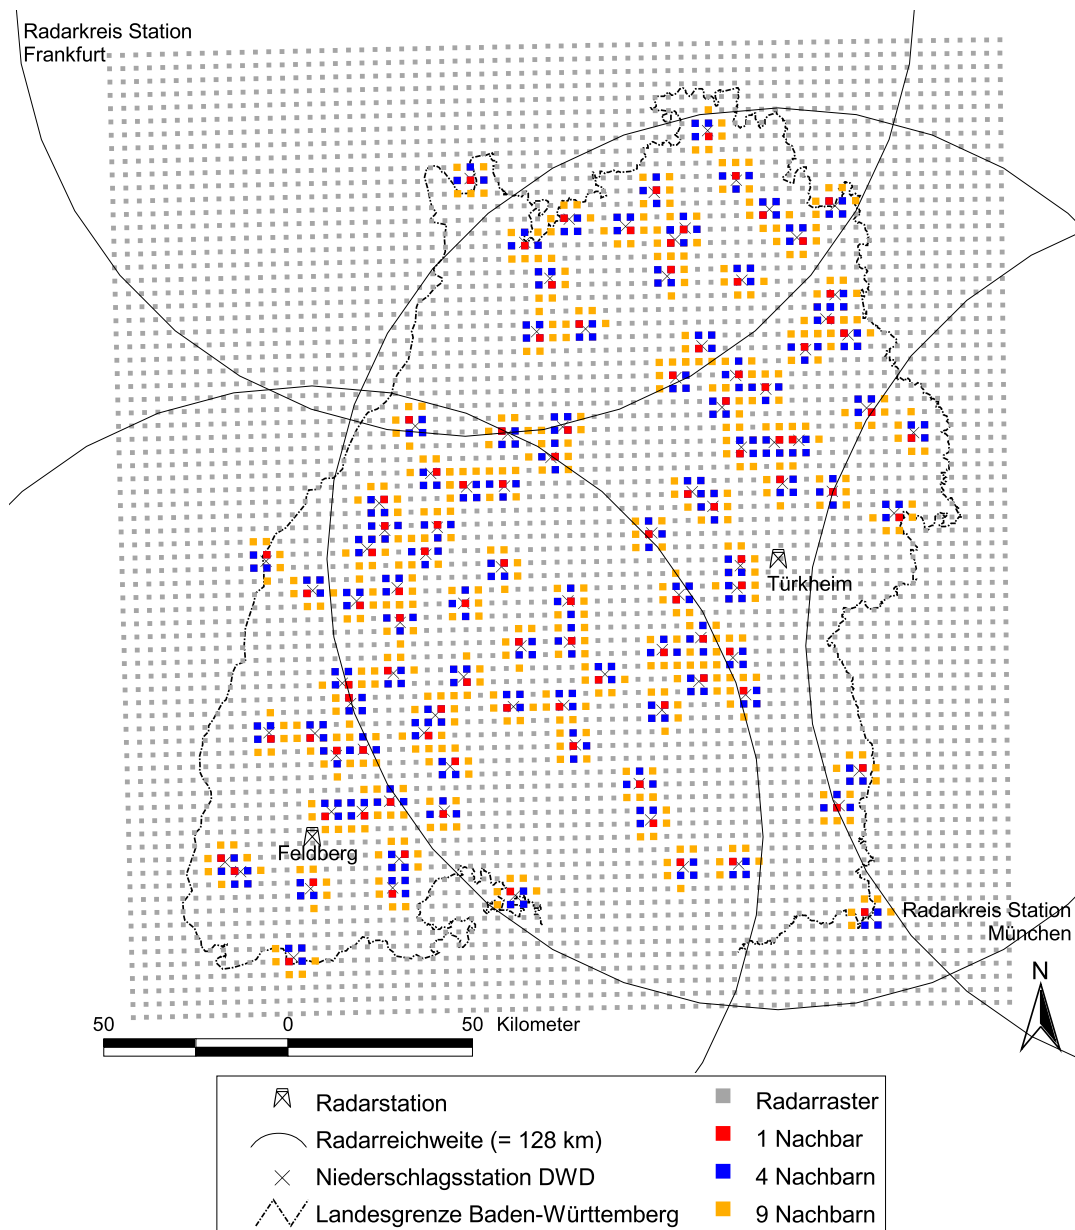 Radarkreis Station
Frankfurt
Türkheim
Feldberg
Radarkreis Station
München
N
50 0 50 Kilometer
Radarstation
Radarreichweite (= 128 km)
Niederschlagsstation DWD
Landesgrenze Baden-Württemberg
Radarraster
1 Nachbar
4 Nachbarn
9 Nachbarn